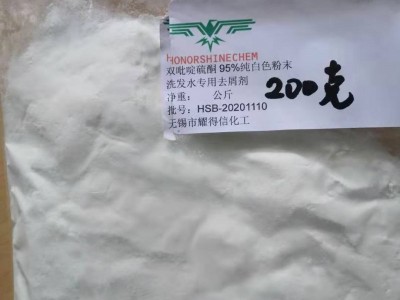 HONORSHINECHEM
双吡啶硫酮 95%纯白色粉末
洗发水专用去屑剂
净重： 公斤 200克
批号：HSB-20201110
无锡市耀得信化工